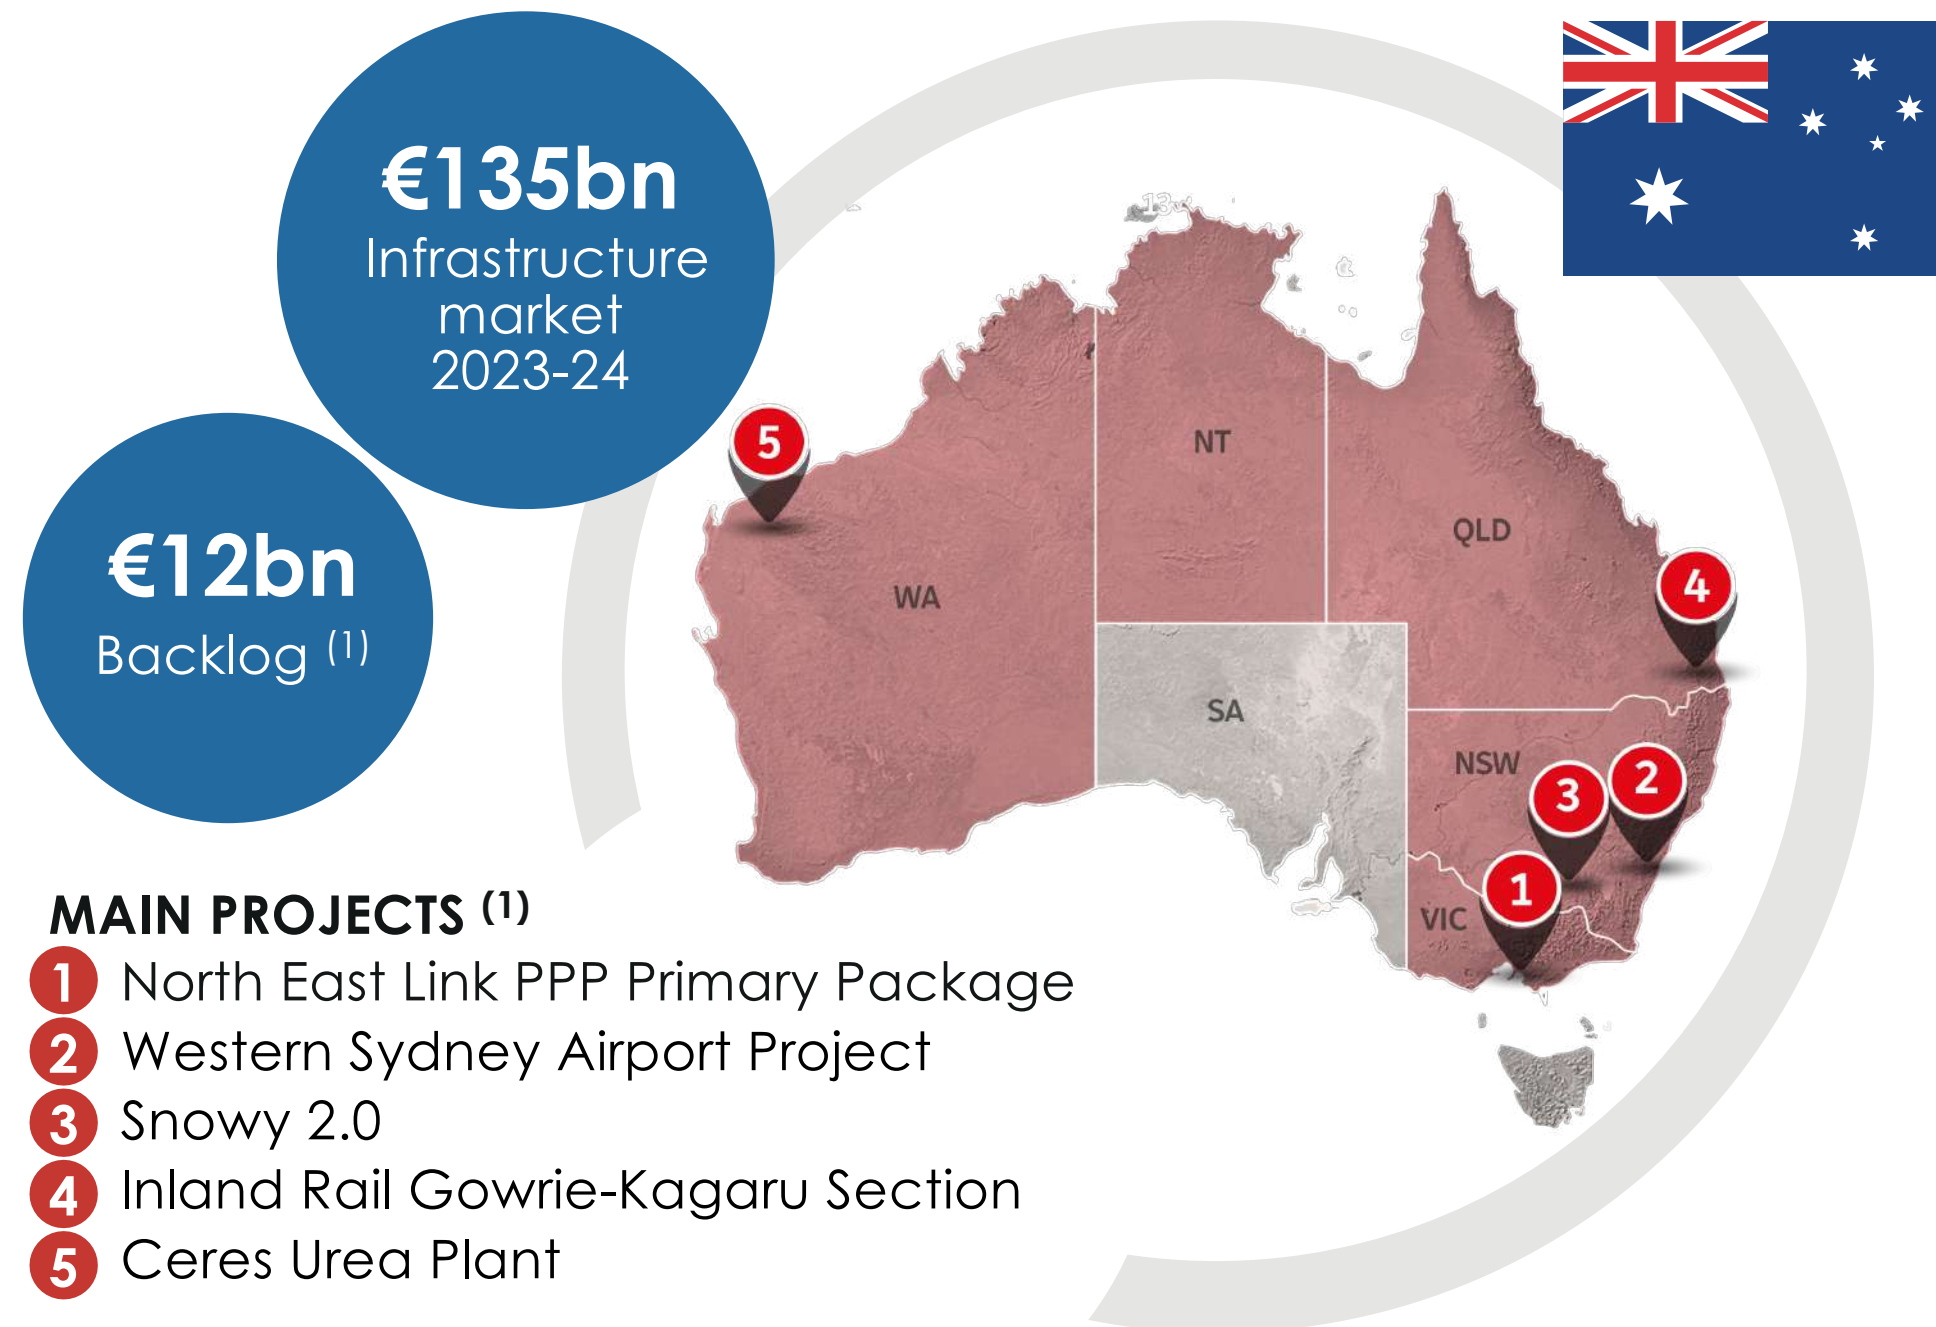 €135bn
Infrastructure
market
2023-24
€12bn
Backlog (1)
13
5
NT
QLD
4
WA
SA
NSW
2
3
1
VIC
MAIN PROJECTS (1)
1 North East Link PPP Primary Package
2 Western Sydney Airport Project
3 Snowy 2.0
4 Inland Rail Gowrie-Kagaru Section
5 Ceres Urea Plant